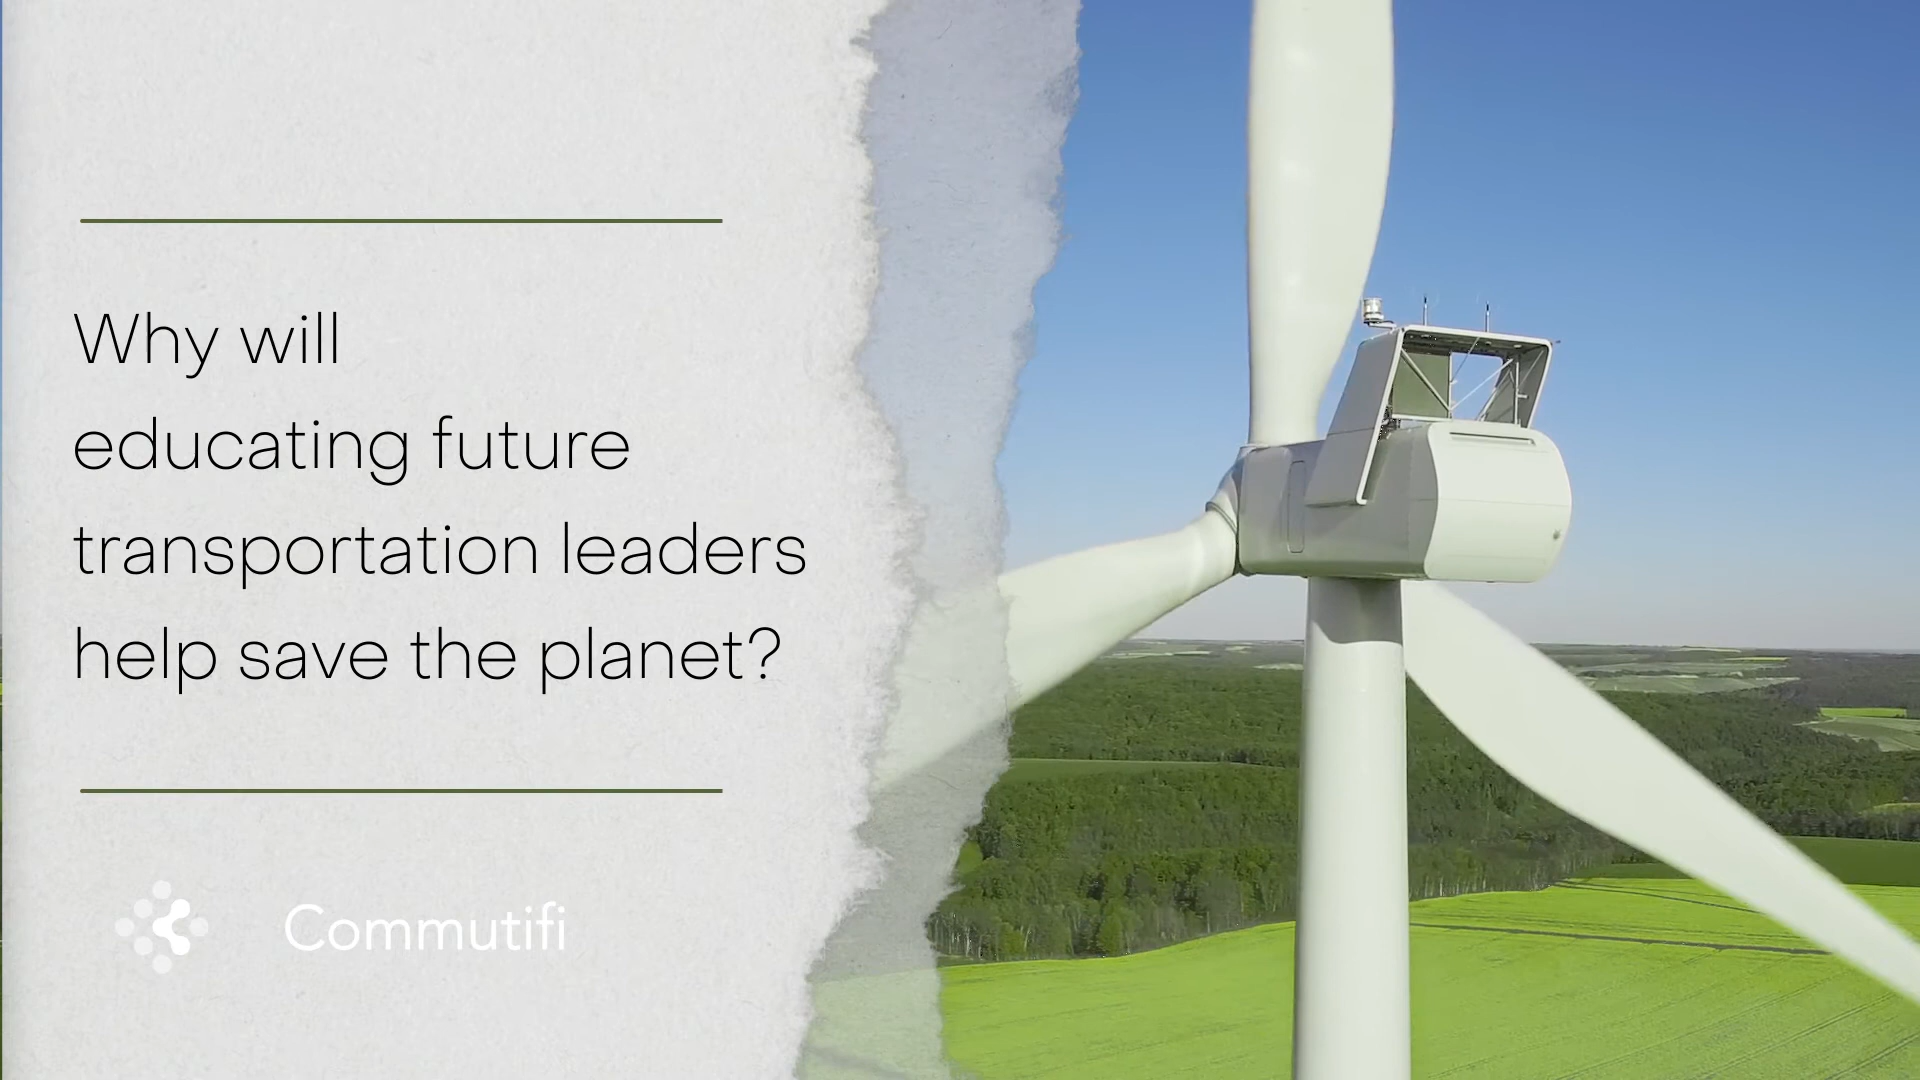 Why will
educating future
transportation leaders
help save the planet?
Commutifi